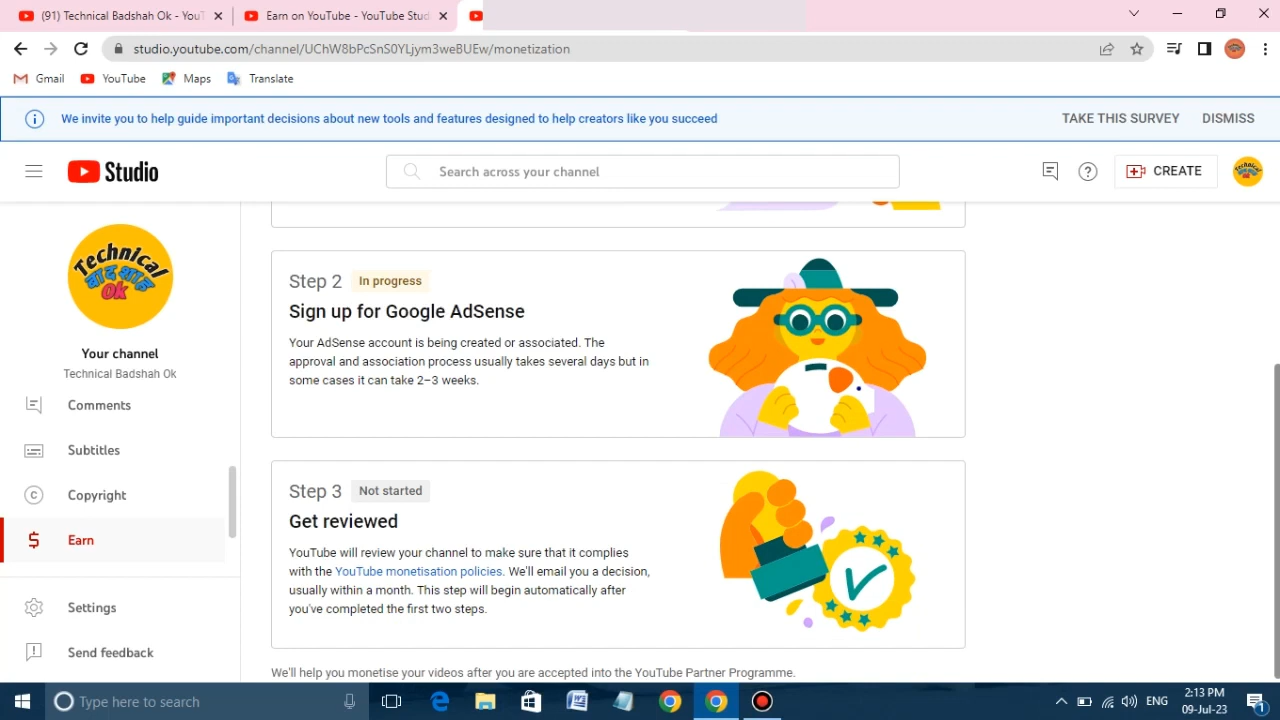 (91) Technical Badshah Ok - YouT
Earn on YouTube - YouTube Stud
studio.youtube.com/channel/UChW8bPcSnS0YLjym3weBUEw/monetization
Gmail
YouTube
Maps
Translate
We invite you to help guide important decisions about new tools and features designed to help creators like you succeed
TAKE THIS SURVEY
DISMISS
Studio
Search across your channel
CREATE
Technical
बादशाह
Ok
Your channel
Technical Badshah Ok
Comments
Subtitles
Copyright
Earn
Settings
Send feedback
Step 2 In progress
Sign up for Google AdSense
Your AdSense account is being created or associated. The
approval and association process usually takes several days but in
some cases it can take 2–3 weeks.
Step 3 Not started
Get reviewed
YouTube will review your channel to make sure that it complies
with the YouTube monetisation policies. We'll email you a decision,
usually within a month. This step will begin automatically after
you've completed the first two steps.
We'll help you monetise your videos after you are accepted into the YouTube Partner Programme.
Type here to search
ENG
2:13 PM
09-Jul-23
1